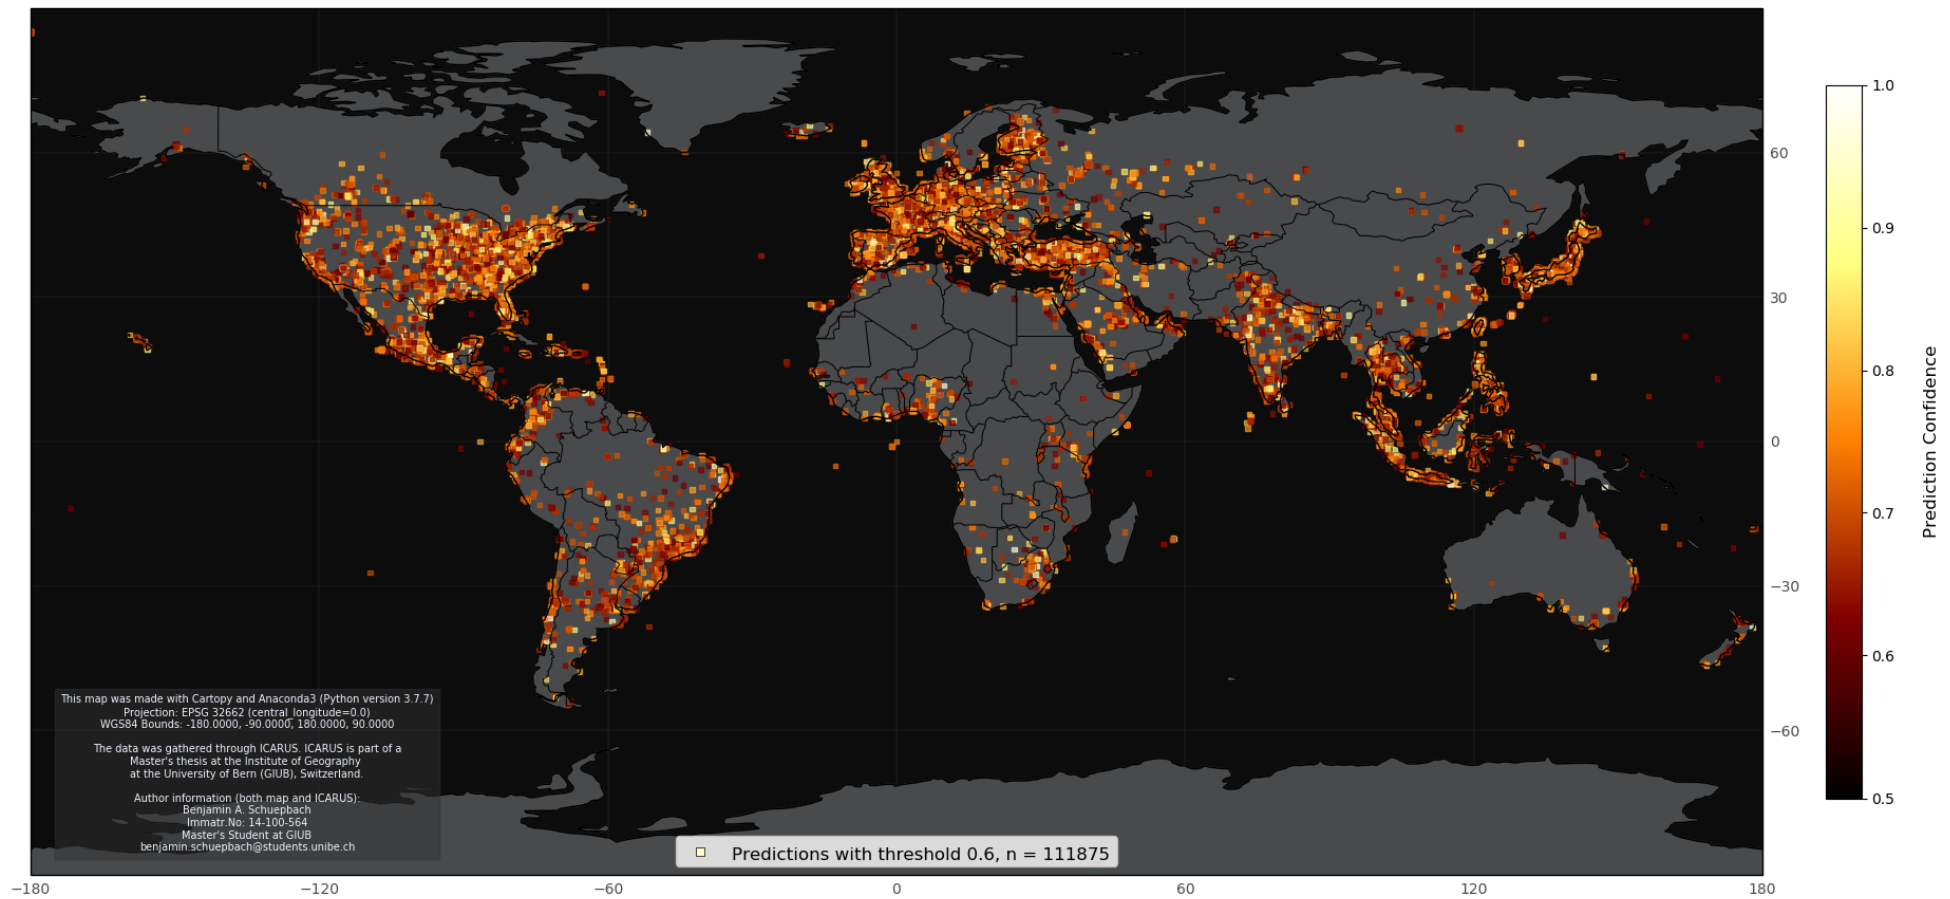 1.0
60
0.9
30
0.8
Prediction Confidence
0
0.7
−30
0.6
−60
0.5
This map was made with Cartopy and Anaconda3 (Python version 3.7.7)
Projection: EPSG 32662 (central_longitude=0.0)
WGS84 Bounds: -180.0000, -90.0000, 180.0000, 90.0000
The data was gathered through ICARUS. ICARUS is part of a
Master's thesis at the Institute of Geography
at the University of Bern (GIUB), Switzerland.
Author information (both map and ICARUS):
Benjamin A. Schuepbach
Immatr.No: 14-100-564
Master's Student at GIUB
benjamin.schuepbach@students.unibe.ch
Predictions with threshold 0.6, n = 111875
−180
−120
−60
0
60
120
180